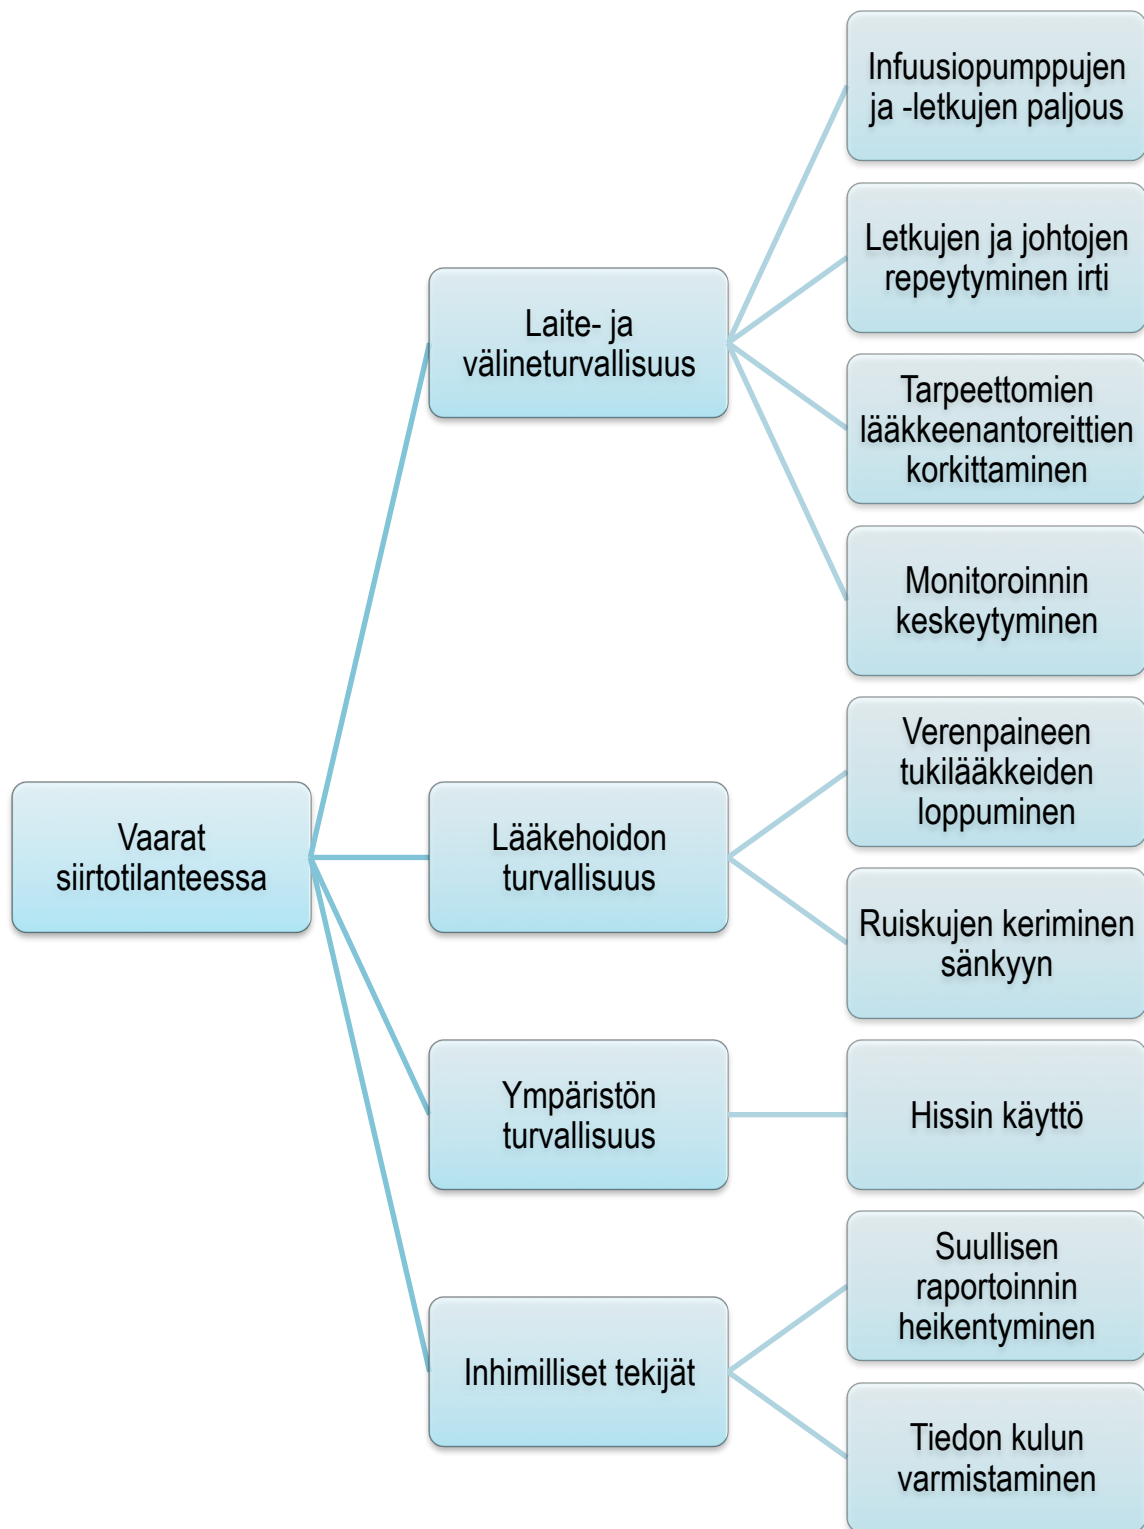 Infuusiopumppujen
ja -letkujen paljous
Letkujen ja johtojen
repeytyminen irti
Laite- ja
välineturvallisuus
Tarpeettomien
lääkkeenantoreittien
korkittaminen
Monitoroinnin
keskeytyminen
Verenpaineen
tukilääkkeiden
loppuminen
Vaarat
siirtotilanteessa
Lääkehoidon
turvallisuus
Ruiskujen keriminen
sänkyyn
Ympäristön
turvallisuus
Hissin käyttö
Suullisen
raportoinnin
heikentyminen
Inhimilliset tekijät
Tiedon kulun
varmistaminen